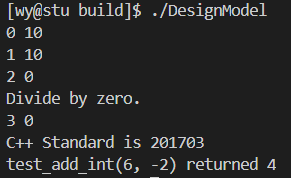 [wy@stu build]$ ./DesignModel
0 10
1 10
2 0
Divide by zero.
3 0
C++ Standard is 201703
test_add_int(6, -2) returned 4